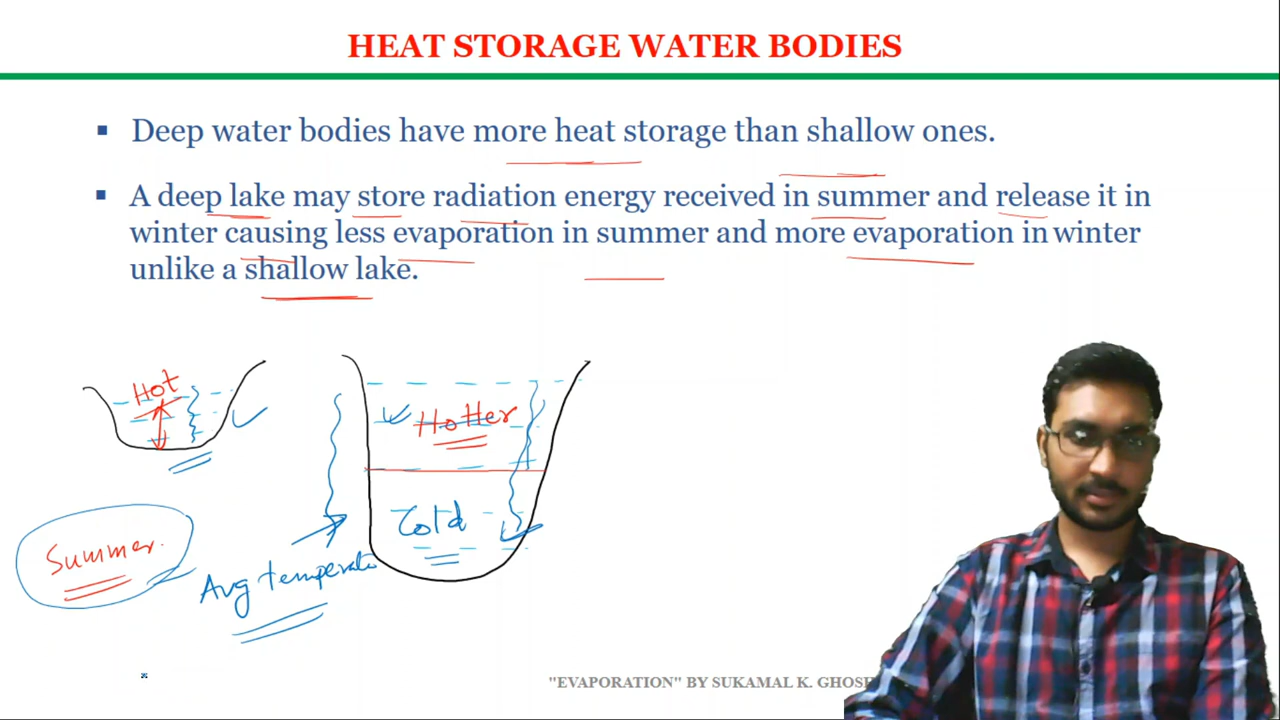 HEAT STORAGE WATER BODIES
▪ Deep water bodies have more heat storage than shallow ones.
▪ A deep lake may store radiation energy received in summer and release it in
winter causing less evaporation in summer and more evaporation in winter
unlike a shallow lake.
Hot
Hotter
Cold
Summer.
Avg temperatu
"EVAPORATION" BY SUKAMAL K. GHOSE